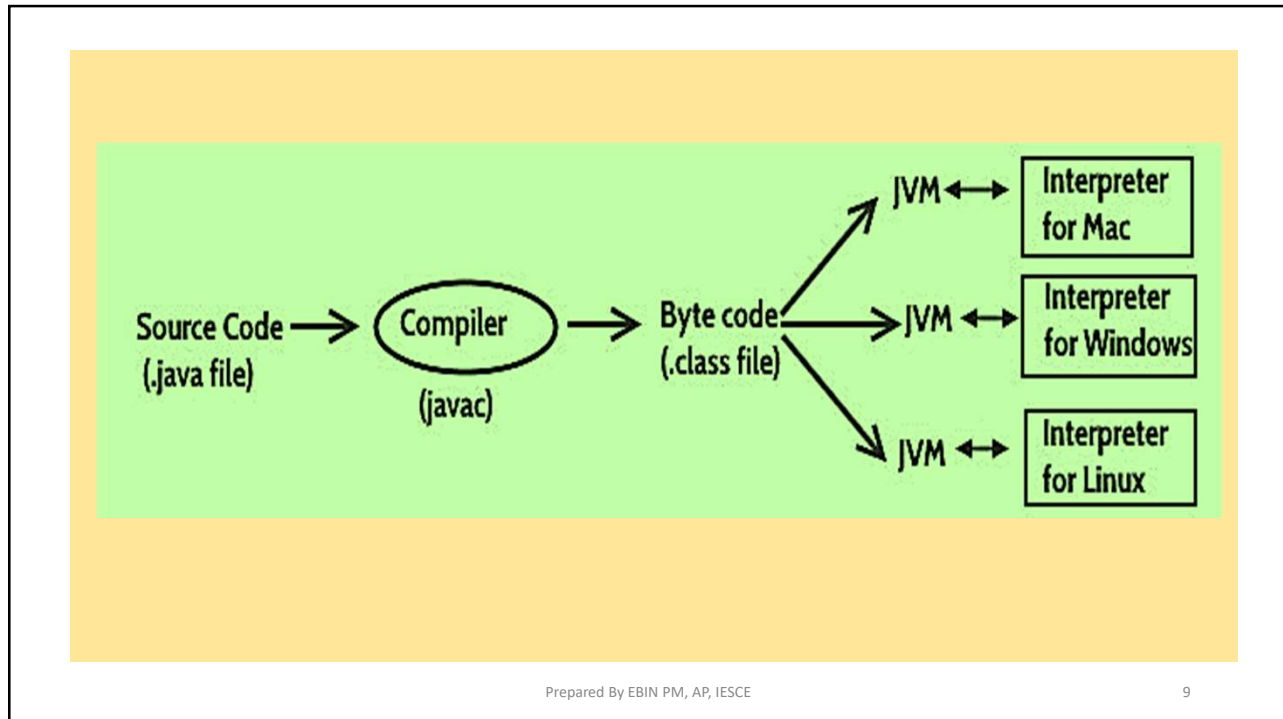 Source Code
(.java file)
Compiler
(javac)
Byte code
(.class file)
JVM
Interpreter
for Mac
JVM
Interpreter
for Windows
JVM
Interpreter
for Linux
Prepared By EBIN PM, AP, IESCE
9